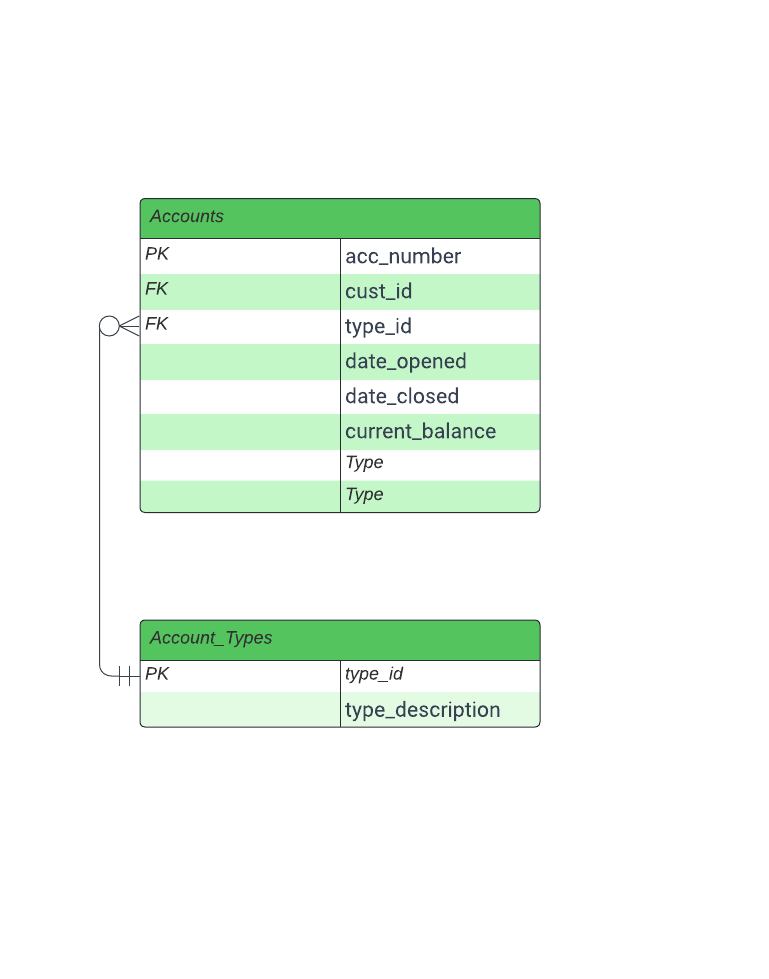 Accounts
PK acc_number
FK cust_id
FK type_id
date_opened
date_closed
current_balance
Type
Type
Account_Types
PK type_id
type_description